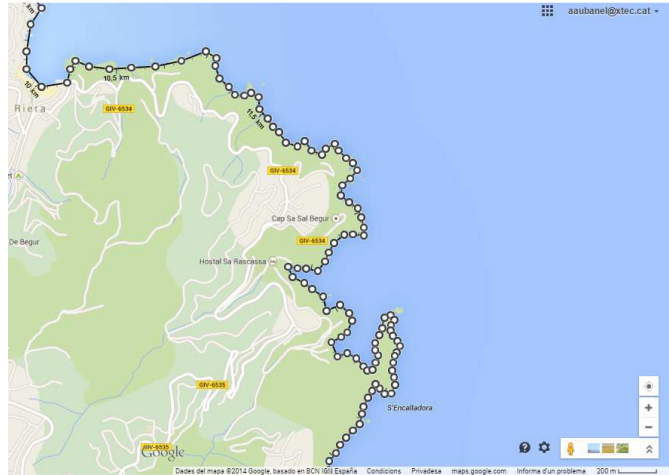 aaubanel@xtec.cat
10 km
10,5 km
GIV-6534
Riera
11,5 km
GIV-6534
Cap Sa Sal Begur
GIV-6534
De Begur
Hostal Sa Rascassa
GIV-6535
S'Encalladora
GIV-6535
Google
Dades del mapa ©2014 Google, basado en BCN IGN España Condicions Privadesa maps.google.com Informa d'un problema 200 m